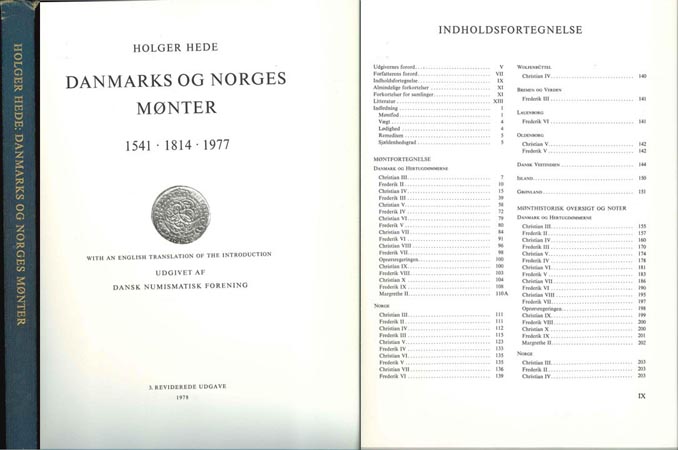 HOLGER HEDE: DANMARKS OG NORGES MØNTER
HOLGER HEDE
DANMARKS OG NORGES
MØNTER
1541 · 1814 · 1977
WITH AN ENGLISH TRANSLATION OF THE INTRODUCTION
UDGIVET AF
DANSK NUMISMATISK FORENING
3. REVIDEREDE UDGAVE
1978
INDHOLDSFORTEGNELSE
Udgivernes forord V
Forfatterens forord VII
Indholdsfortegnelse IX
Almindelige forkortelser XI
Forkortelser for samlinger XI
Litteratur XIII
Indledning 1
Møntfod 1
Vægt 4
Lødighed 4
Remedium 5
Sjældenhedsgrad 5
MØNTFORTEGNELSE
DANMARK OG HERTUGDØMMERNE
Christian III 7
Frederik II 10
Christian IV 15
Frederik III 39
Christian V 58
Frederik IV 72
Christian VI 79
Frederik V 80
Christian VII 84
Frederik VI 91
Christian VIII 96
Frederik VII 98
Oprørsregeringen 100
Christian IX 100
Frederik VIII 103
Christian X 104
Frederik IX 108
Margrethe II 110A
NORGE
Christian III 111
Frederik II 111
Christian IV 112
Frederik III 115
Christian V 123
Frederik IV 133
Christian VI 135
Frederik V 135
Christian VII 136
Frederik VI 139
WOLFENBÜTTEL
Christian IV 140
BREMEN OG VERDEN
Frederik III 141
LAUENBORG
Frederik VI 141
OLDENBORG
Christian V 142
Frederik V 142
DANSK VESTINDIEN 144
ISLAND 150
GRØNLAND 151
MØNTHISTORISK OVERSIGT OG NOTER
DANMARK OG HERTUGDØMMERNE
Christian III 155
Frederik II 157
Christian IV 160
Frederik III 170
Christian V 174
Frederik IV 178
Christian VI 181
Frederik V 183
Christian VII 186
Frederik VI 190
Christian VIII 195
Frederik VII 197
Oprørsregeringen 198
Christian IX 199
Frederik VIII 200
Christian X 200
Frederik IX 201
Margrethe II 202
NORGE
Christian III 203
Frederik II 203
Christian IV 203
IX